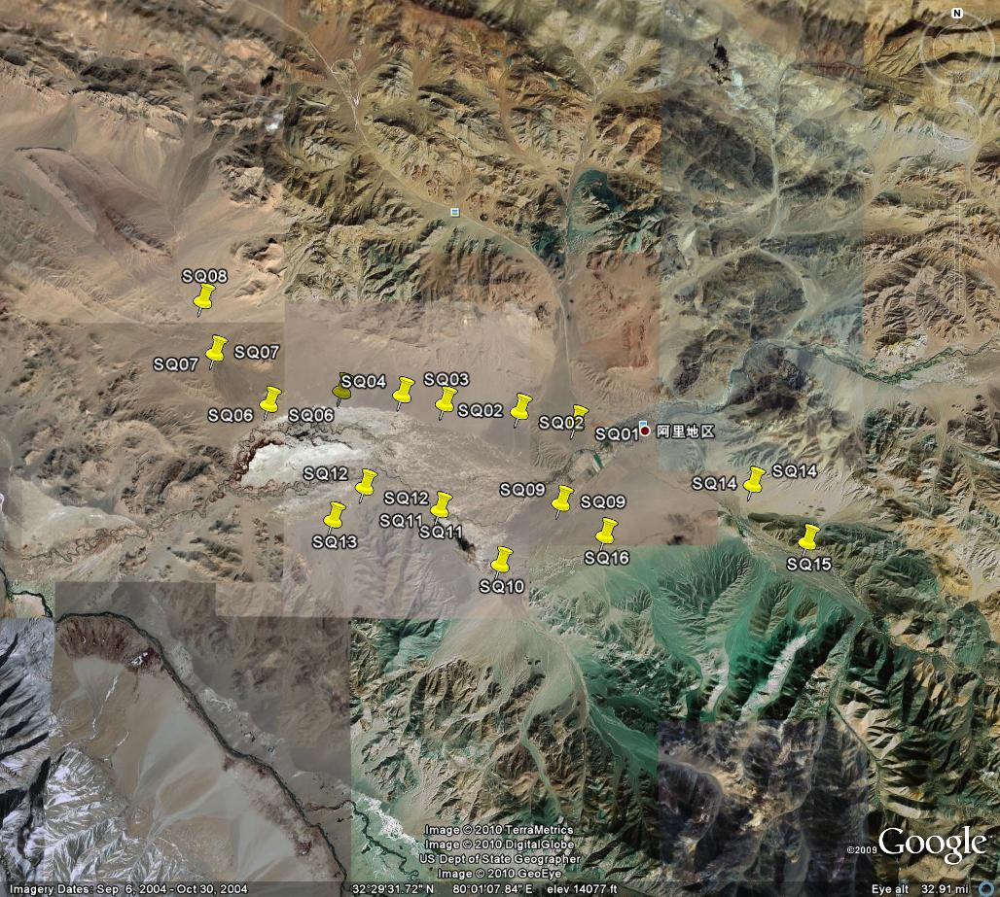 N
SQ08
SQ07 SQ07
SQ04 SQ03
SQ06 SQ06 SQ02 SQ02
SQ01 阿里地区
SQ12 SQ14 SQ14
SQ12 SQ09 SQ09
SQ11 SQ11
SQ13 SQ16 SQ15
SQ10
Image © 2010 TerraMetrics
Image © 2010 DigitalGlobe
US Dept of State Geographer
Image © 2010 GeoEye
©2009 Google
Imagery Dates: Sep 6, 2004 - Oct 30, 2004 32°29'31.72" N 80°01'07.84" E elev 14077 ft Eye alt 32.91 mi